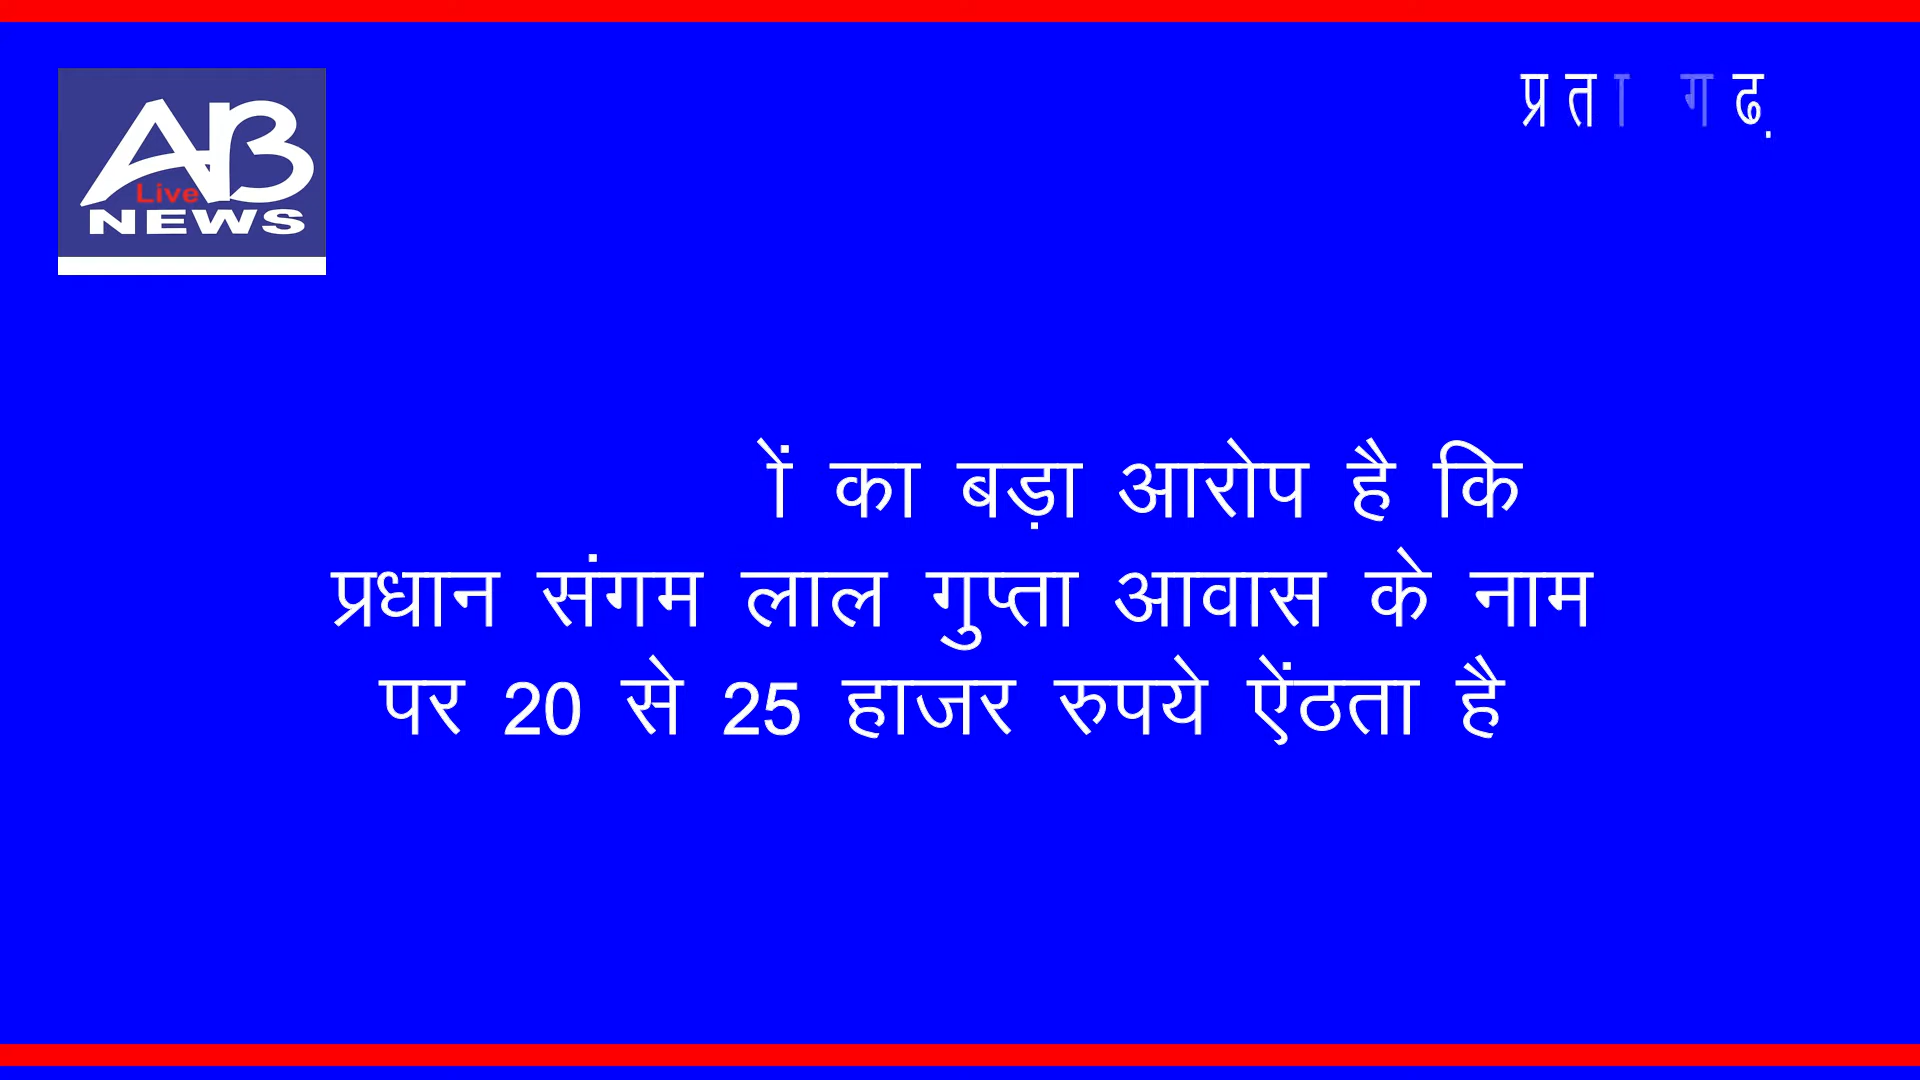 AB
Live
NEWS
का बड़ा आरोप है कि
प्रधान संगम लाल गुप्ता आवास के नाम
पर 20 से 25 हाजर रुपये ऐंठता है